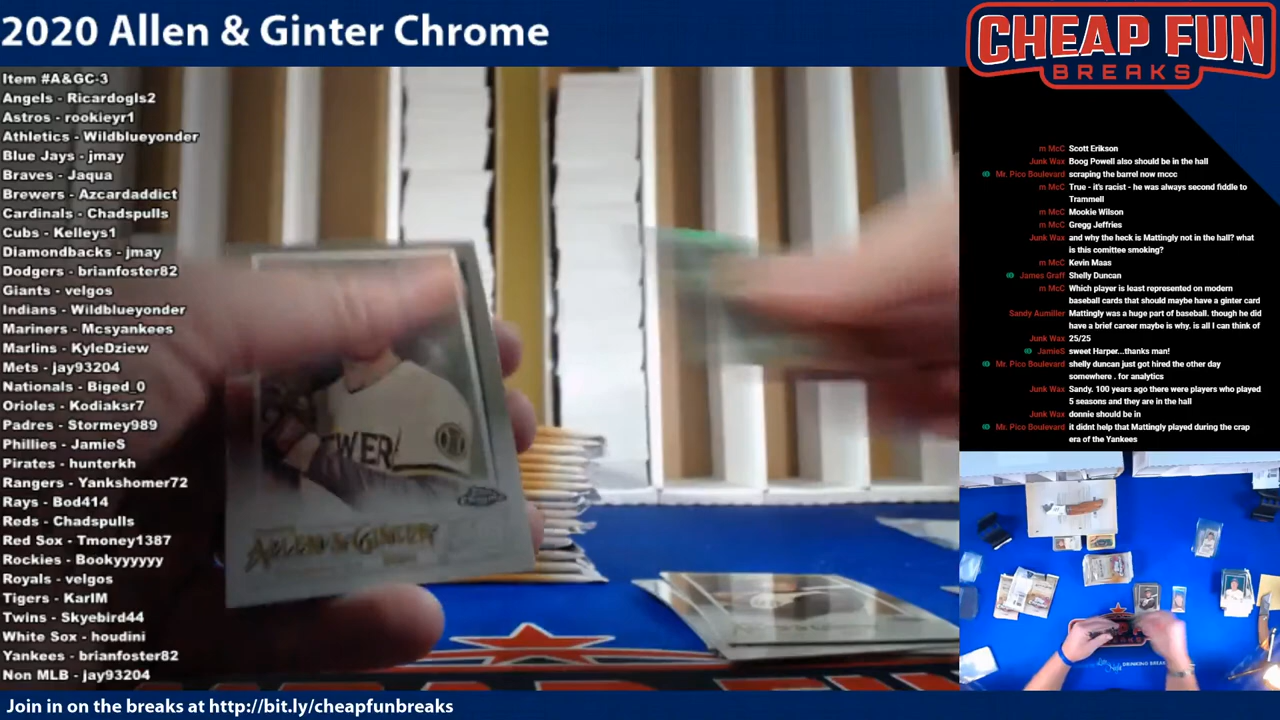 2020 Allen & Ginter Chrome
CHEAP FUN
BREAKS
Item #A&GC-3
Angels - Ricardogls2
Astros - rookieyr1
Athletics - Wildblueyonder
Blue Jays - jmay
Braves - Jaqua
Brewers - Azcardaddict
Cardinals - Chadspulls
Cubs - Kelleys1
Diamondbacks - jmay
Dodgers - brianfoster82
Giants - velgos
Indians - Wildblueyonder
Mariners - Mcsyankees
Marlins - KyleDziew
Mets - jay93204
Nationals - Biged_0
Orioles - Kodiaksr7
Padres - Stormey989
Phillies - JamieS
Pirates - hunterkh
Rangers - Yankshomer72
Rays - Bod414
Reds - Chadspulls
Red Sox - Tmoney1387
Rockies - Bookyyyyyy
Royals - velgos
Tigers - KarlM
Twins - Skyebird44
White Sox - houdini
Yankees - brianfoster82
Non MLB - jay93204
EWER
ALLEN & GINTER
m McC Scott Erikson
Junk Wax Boog Powell also should be in the hall
Mr. Pico Boulevard scraping the barrel now mccc
m McC True - it's racist - he was always second fiddle to
Trammell
m McC Mookie Wilson
m McC Gregg Jeffries
Junk Wax and why the heck is Mattingly not in the hall? what
is this comittee smoking?
m McC Kevin Maas
James Graff Shelly Duncan
m McC Which player is least represented on modern
baseball cards that should maybe have a ginter card
Sandy Aumiller Mattingly was a huge part of baseball. though he did
have a brief career maybe is why. is all I can think of
Junk Wax 25/25
JamieS sweet Harper...thanks man!
Mr. Pico Boulevard shelly duncan just got hired the other day
somewhere . for analytics
Junk Wax Sandy. 100 years ago there were players who played
5 seasons and they are in the hall
Junk Wax donnie should be in
Mr. Pico Boulevard it didnt help that Mattingly played during the crap
era of the Yankees
DRINKING
Join in on the breaks at http://bit.ly/cheapfunbreaks